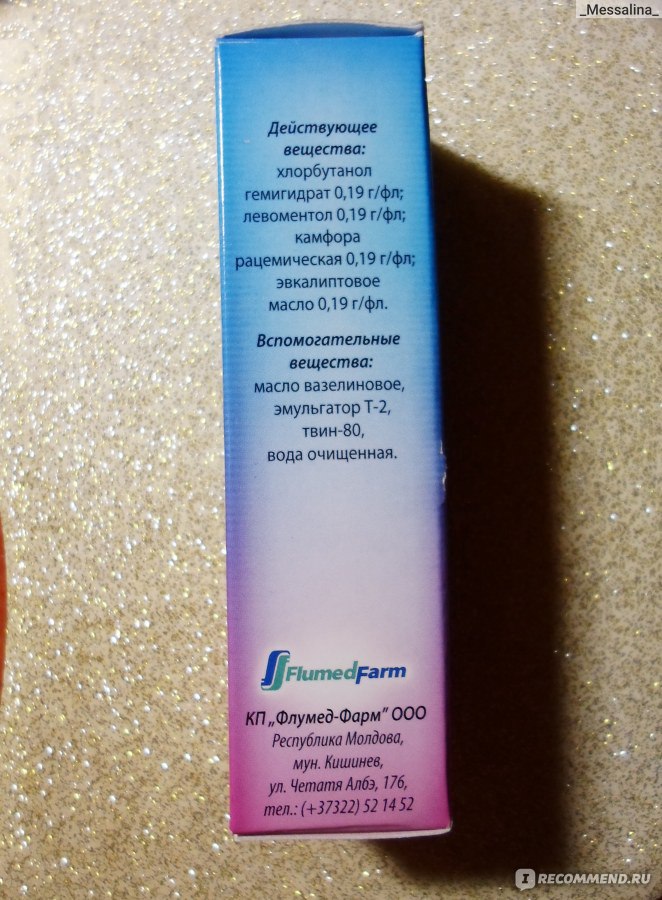 _Messalina_
Действующее
вещества:
хлорбутанол
гемигидрат 0,19 г/фл;
левоментол 0,19 г/фл;
камфора
рацемическая 0,19 г/фл;
эвкалиптовое
масло 0,19 г/фл.
Вспомогательные
вещества:
масло вазелиновое,
эмульгатор Т-2,
твин-80,
вода очищенная.
FlumedFarm
КП „Флумед-Фарм” ООО
Республика Молдова,
мун. Кишинев,
ул. Четатя Албэ, 176,
тел.: (+37322) 52 14 52
IRECOMMEND.RU